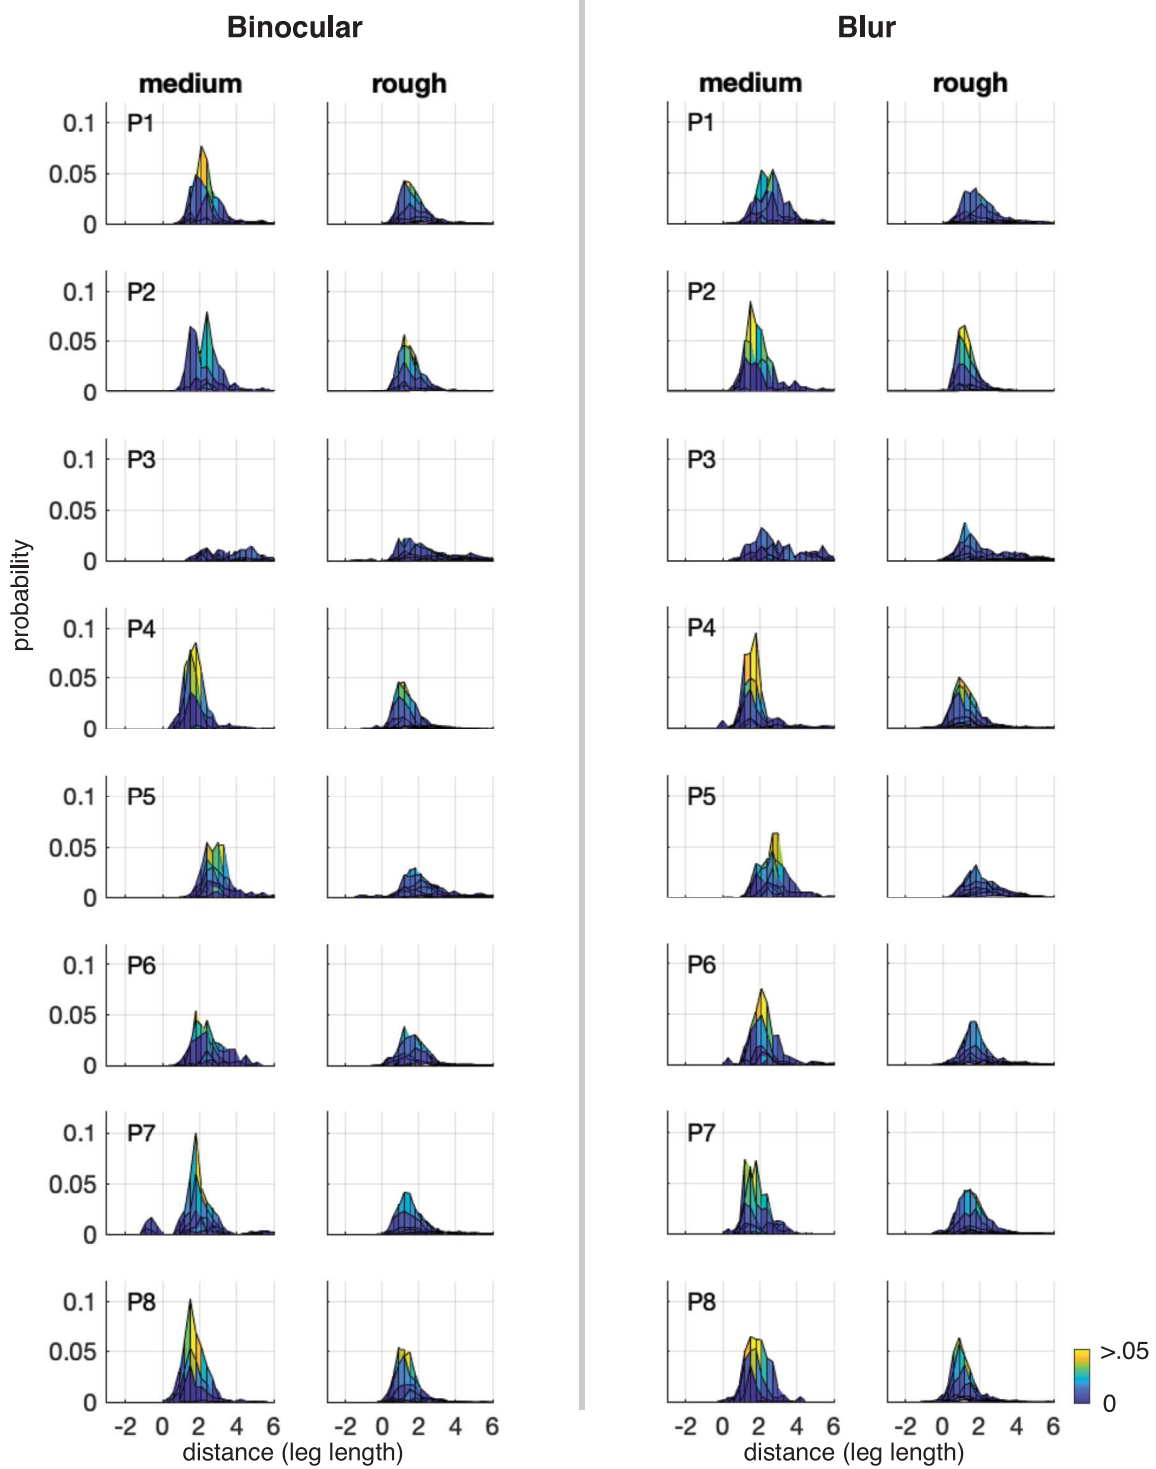 Binocular Blur
medium rough medium rough
0.1 P1 P1
0.05
0
0.1 P2 P2
0.05
0
0.1 P3 P3
0.05
0
probability
0.1 P4 P4
0.05
0
0.1 P5 P5
0.05
0
0.1 P6 P6
0.05
0
0.1 P7 P7
0.05
0
0.1 P8 P8
0.05 >.05
0 0
-2 0 2 4 6 -2 0 2 4 6 -2 0 2 4 6 -2 0 2 4 6
distance (leg length) distance (leg length)